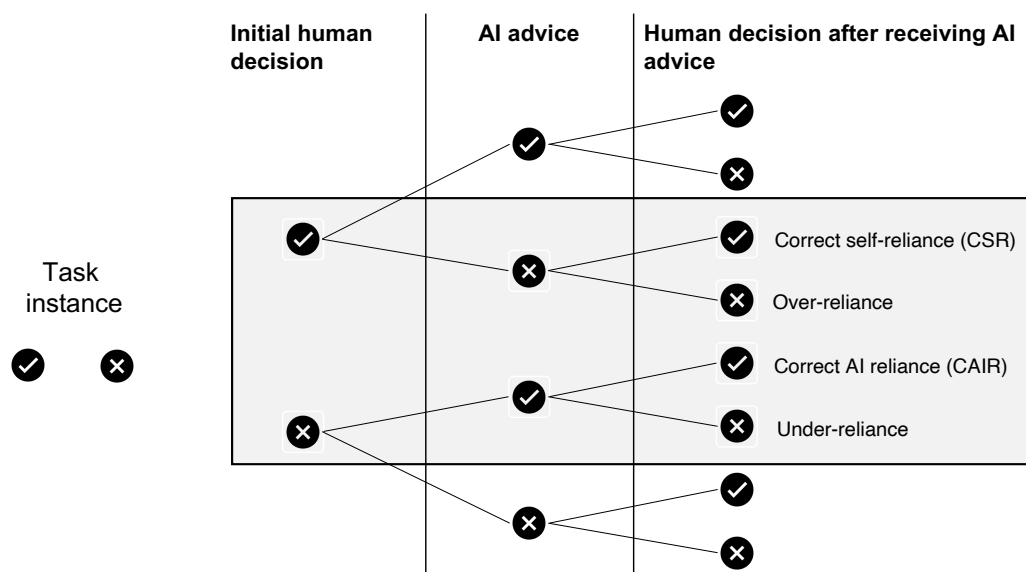 Initial human
decision
AI advice
Human decision after receiving AI
advice
Task
instance
Correct self-reliance (CSR)
Over-reliance
Correct AI reliance (CAIR)
Under-reliance